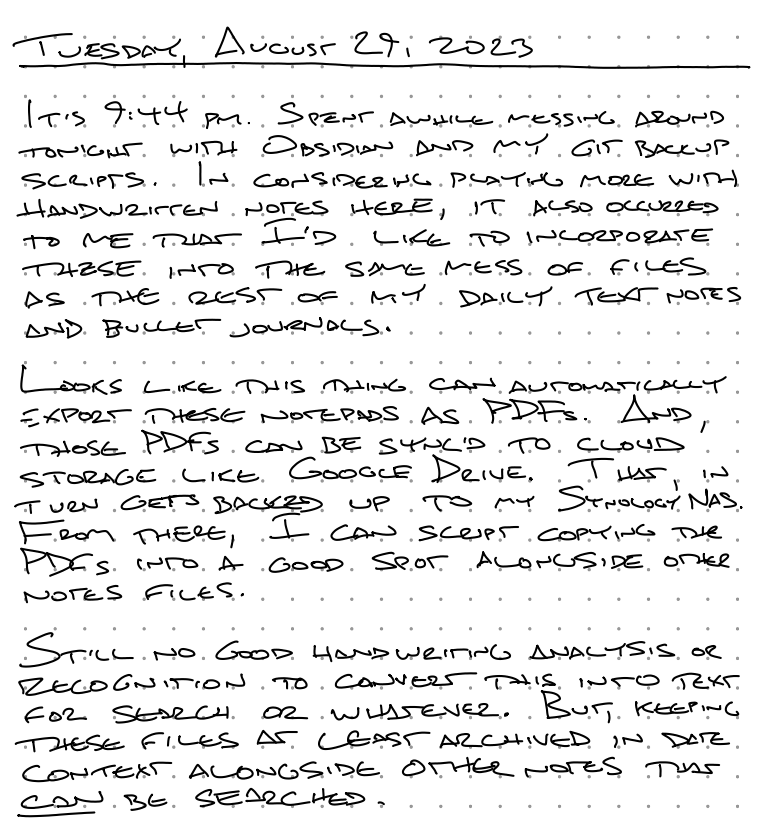 TUESDAY, AUGUST 29, 2023
IT'S 9:44 PM. SPENT AWHILE MESSING AROUND
TONIGHT WITH OBSIDIAN AND MY GIT BACKUP
SCRIPTS. IN CONSIDERING PLAYING MORE WITH
HANDWRITTEN NOTES HERE, IT ALSO OCCURRED
TO ME THAT I'D LIKE TO INCORPORATE
THESE INTO THE SAME MESS OF FILES
AS THE REST OF MY DAILY TEXT NOTES
AND BULLET JOURNALS.
LOOKS LIKE THIS THING CAN AUTOMATICALLY
EXPORT THESE NOTEPADS AS PDFs. AND,
THOSE PDFs CAN BE SYNC'D TO CLOUD
STORAGE LIKE GOOGLE DRIVE. THAT, IN
TURN GETS BACKED UP TO MY SYNOLOGY NAS.
FROM THERE, I CAN SCRIPT COPYING THE
PDFs INTO A GOOD SPOT ALONGSIDE OTHER
NOTES FILES.
STILL NO GOOD HANDWRITING ANALYSIS OR
RECOGNITION TO CONVERT THIS INTO TEXT
FOR SEARCH OR WHATEVER. BUT, KEEPING
THESE FILES AT LEAST ARCHIVED IN DATE
CONTEXT ALONGSIDE OTHER NOTES THAT
CAN BE SEARCHED.